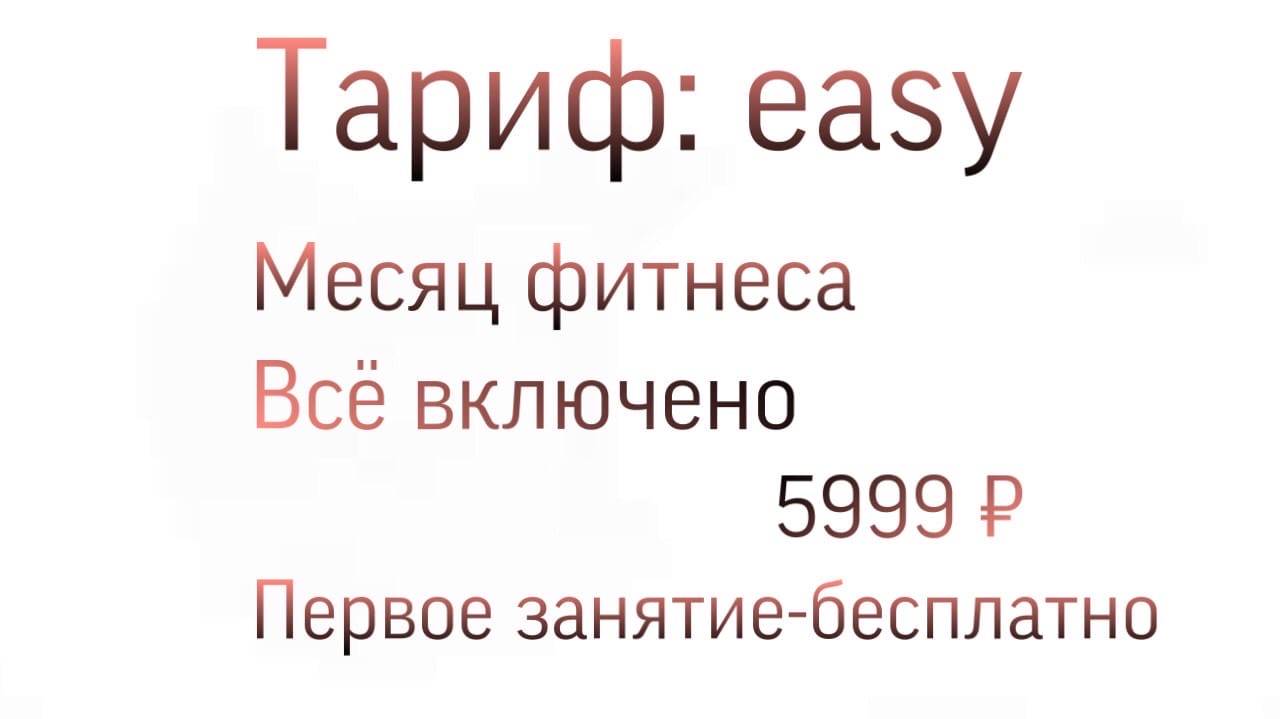 Тариф: easy
Месяц фитнеса
Всё включено
5999 ₽
Первое занятие-бесплатно